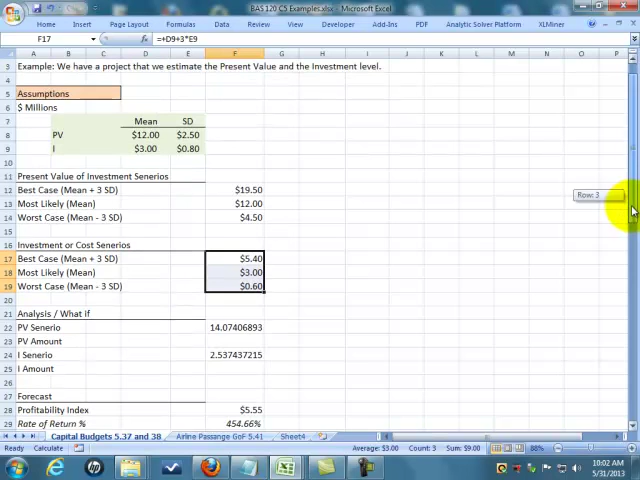 BAS 120 C5 Examples.xlsx - Microsoft Excel
Home Insert Page Layout Formulas Data Review View Developer Add-Ins PDF Analytic Solver Platform XLMiner
F17 =+D9+3*E9
A B C D E F G H I J K L M N O P
3 Example: We have a project that we estimate the Present Value and the Investment level.
4
5 Assumptions
6 $ Millions
7 Mean SD
8 PV $12.00 $2.50
9 I $3.00 $0.80
10
11 Present Value of Investment Senerios
12 Best Case (Mean + 3 SD) $19.50
13 Most Likely (Mean) $12.00
14 Worst Case (Mean - 3 SD) $4.50
15
16 Investment or Cost Senerios
17 Best Case (Mean + 3 SD) $5.40
18 Most Likely (Mean) $3.00
19 Worst Case (Mean - 3 SD) $0.60
20
21 Analysis / What if
22 PV Senerio 14.07406893
23 PV Amount
24 I Senerio 2.537437215
25 I Amount
26
27 Forecast
28 Profitability Index $5.55
29 Rate of Return % 454.66%
Row: 3
Capital Budgets 5.37 and 38 Airline Passange GoF 5.41 Sheet4
Ready Calculate Average: $3.00 Count: 3 Sum: $9.00 88%
10:02 AM
5/31/2013